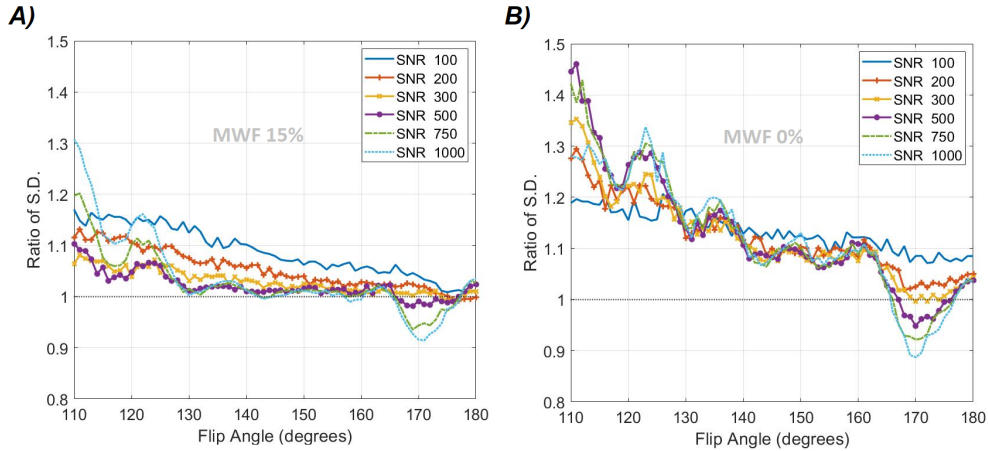 A)
B)
Ratio of S.D.
1.5
1.4
1.3
1.2
1.1
1
0.9
0.8
MWF 15%
SNR 100
SNR 200
SNR 300
SNR 500
SNR 750
SNR 1000
110 120 130 140 150 160 170 180
Flip Angle (degrees)
Ratio of S.D.
1.5
1.4
1.3
1.2
1.1
1
0.9
0.8
MWF 0%
SNR 100
SNR 200
SNR 300
SNR 500
SNR 750
SNR 1000
110 120 130 140 150 160 170 180
Flip Angle (degrees)